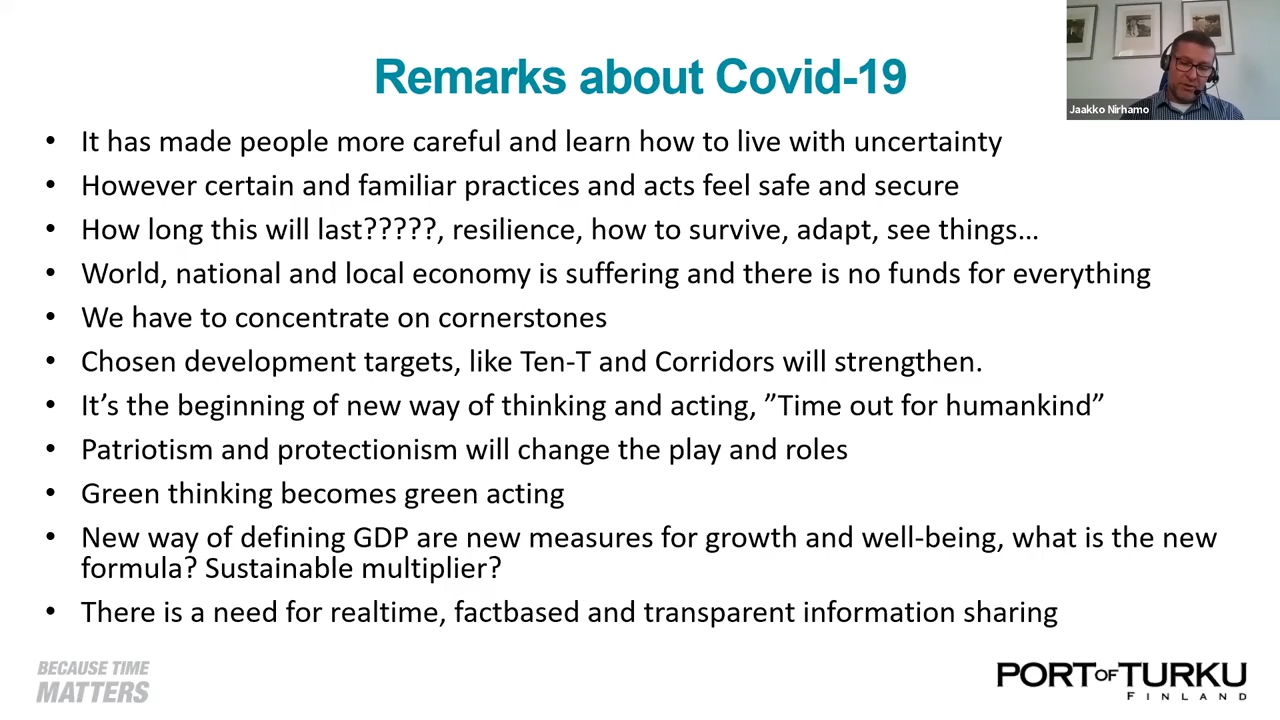 Remarks about Covid-19
Jaakko Nirhamo
• It has made people more careful and learn how to live with uncertainty
• However certain and familiar practices and acts feel safe and secure
• How long this will last?????, resilience, how to survive, adapt, see things…
• World, national and local economy is suffering and there is no funds for everything
• We have to concentrate on cornerstones
• Chosen development targets, like Ten-T and Corridors will strengthen.
• It’s the beginning of new way of thinking and acting, ”Time out for humankind”
• Patriotism and protectionism will change the play and roles
• Green thinking becomes green acting
• New way of defining GDP are new measures for growth and well-being, what is the new
formula? Sustainable multiplier?
• There is a need for realtime, factbased and transparent information sharing
BECAUSE TIME
MATTERS
PORT OF TURKU
FINLAND